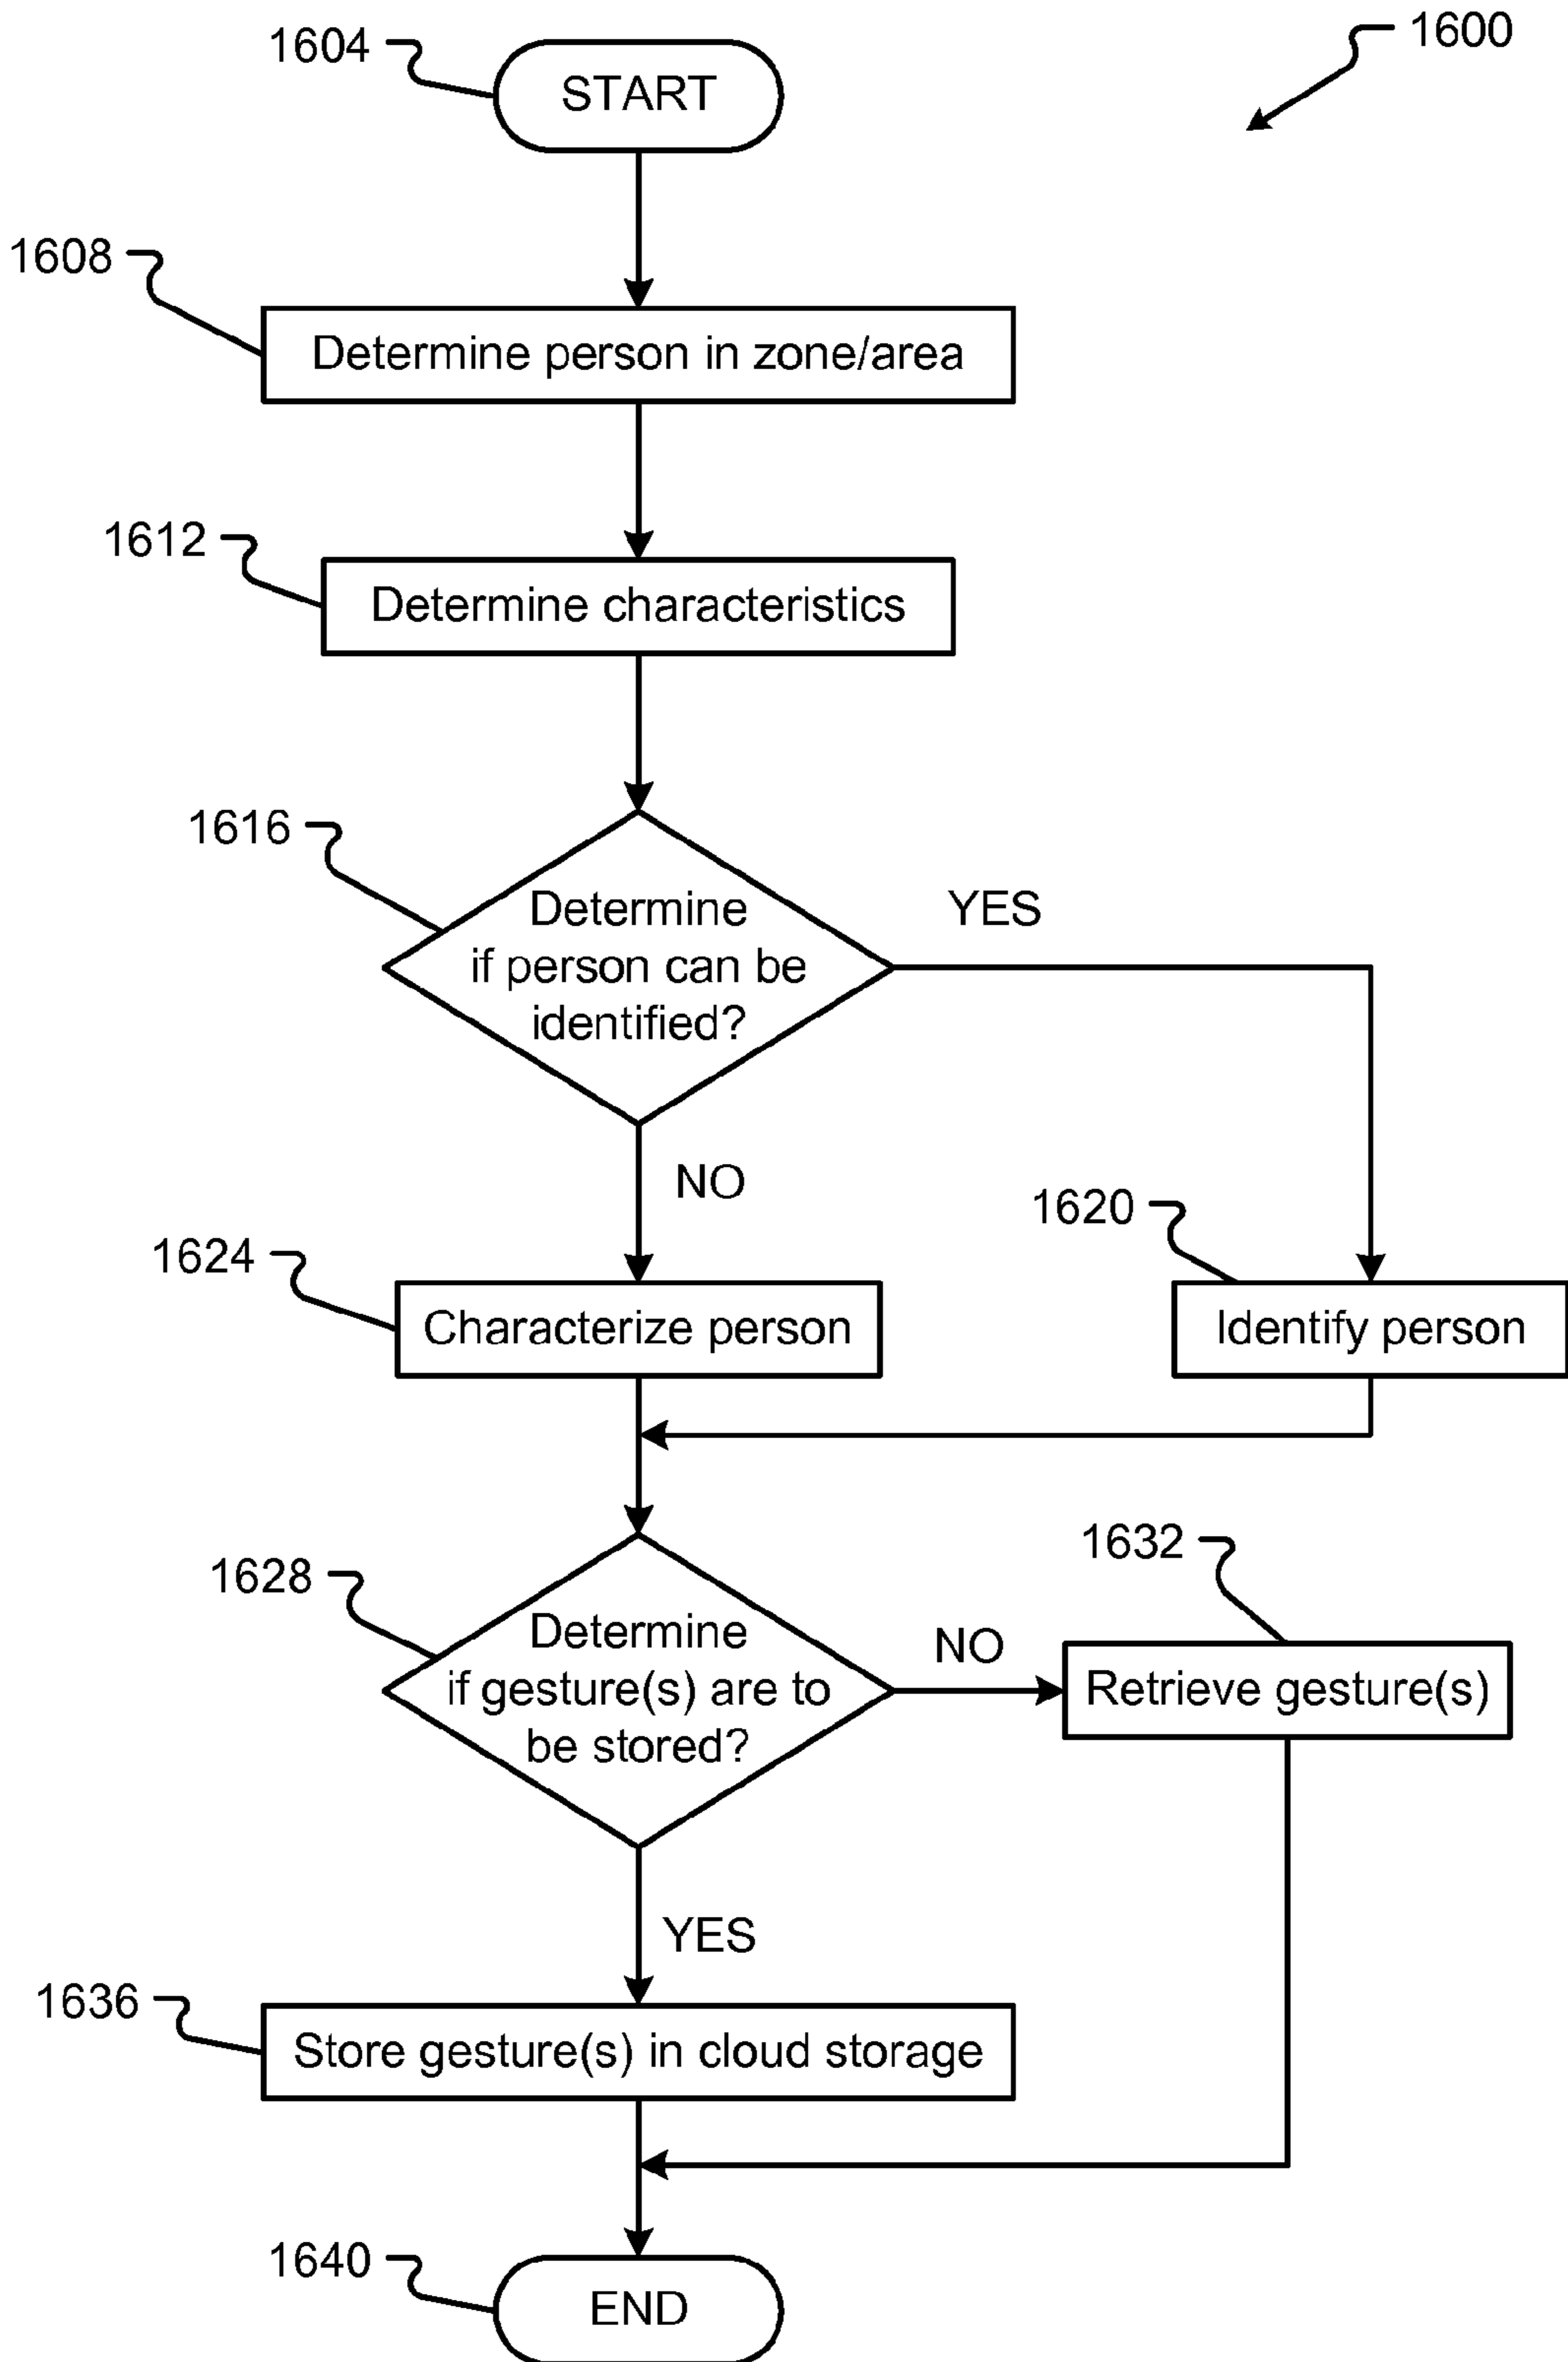 1600
1604
START
1608
Determine person in zone/area
1612
Determine characteristics
1616
Determine
if person can be
identified?
YES
NO
1620
1624
Characterize person
Identify person
1628
Determine
if gesture(s) are to
be stored?
NO
1632
Retrieve gesture(s)
YES
1636
Store gesture(s) in cloud storage
1640
END